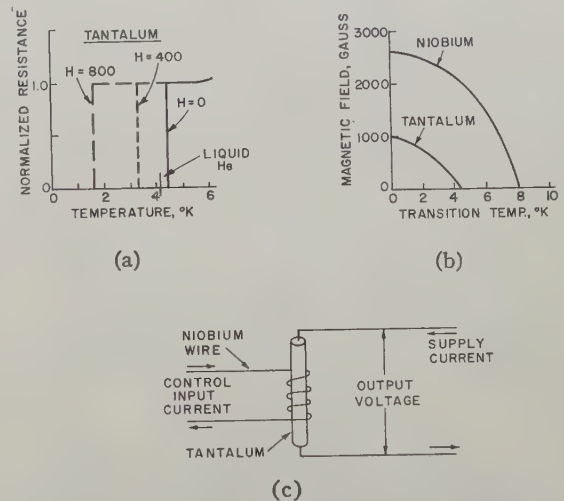 TANTALUM
H=800
H=400
H=0
LIQUID
He
NORMALIZED RESISTANCE
1.0
0
0 2 4 6
TEMPERATURE, °K
(a)
MAGNETIC FIELD, GAUSS
3000
2000
1000
0
NIOBIUM
TANTALUM
0 2 4 6 8 10
TRANSITION TEMP., °K
(b)
NIOBIUM
WIRE
CONTROL
INPUT
CURRENT
TANTALUM
SUPPLY
CURRENT
OUTPUT
VOLTAGE
(c)